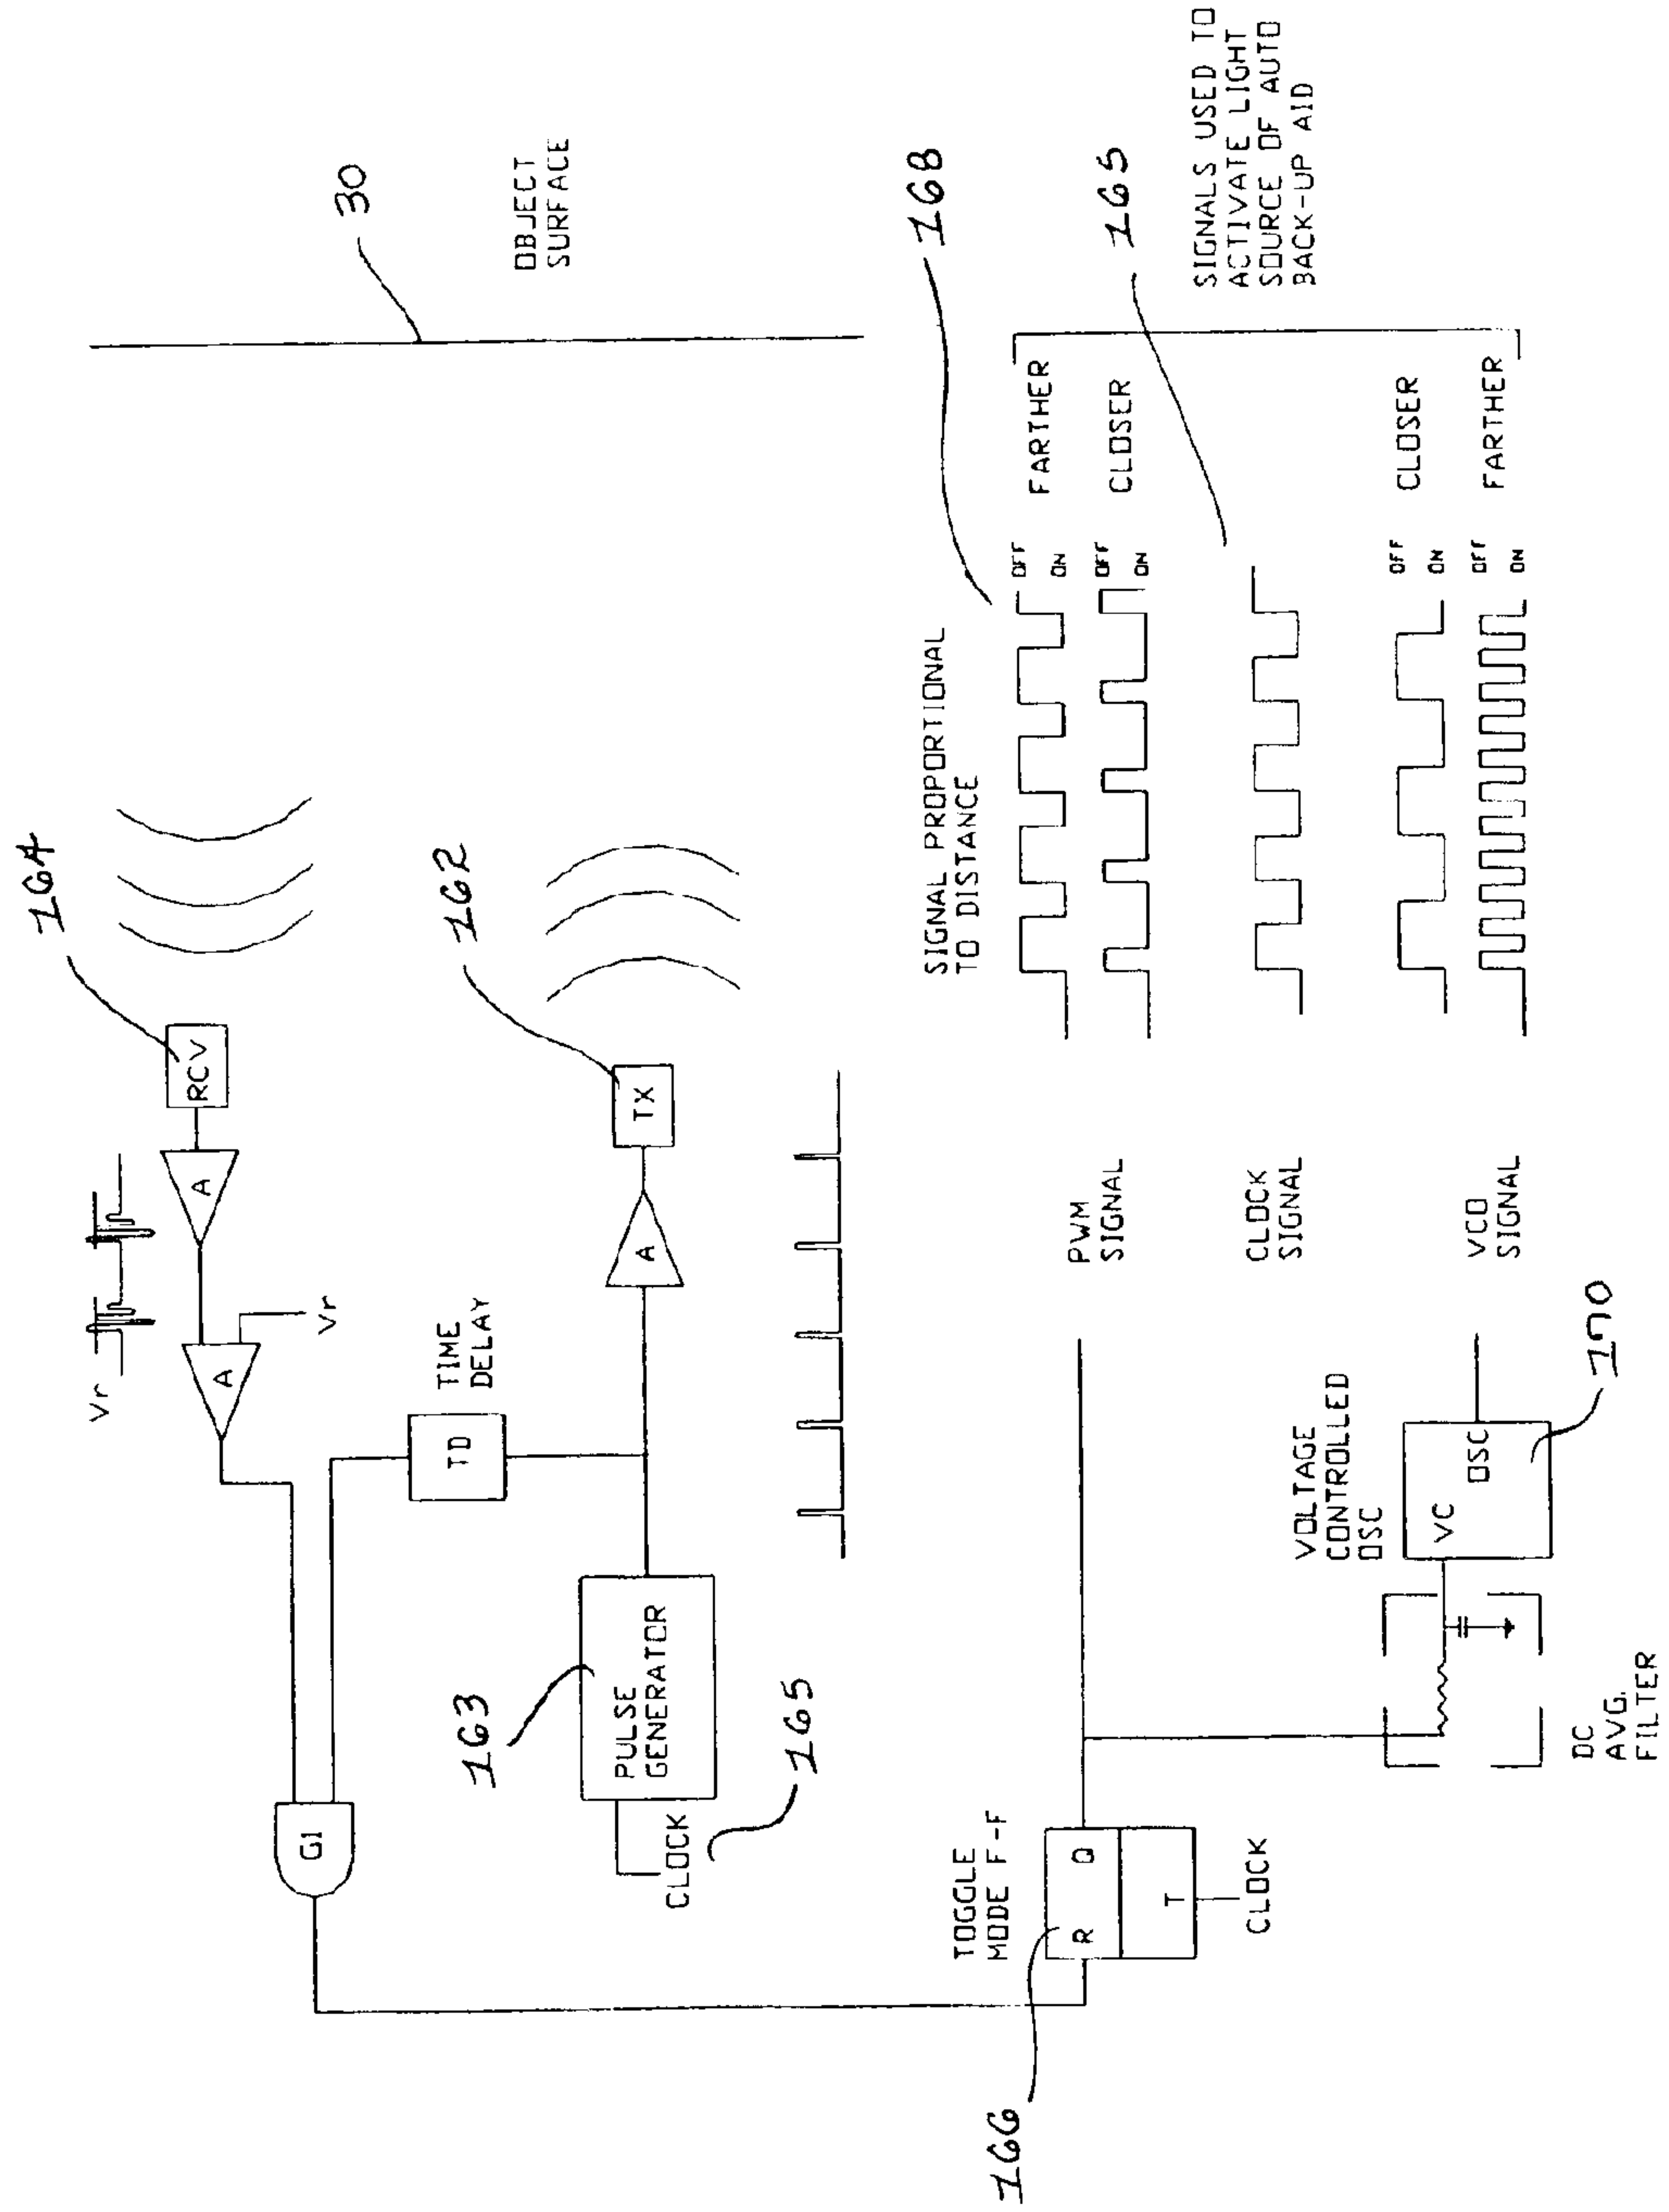 164
RCV
A
Vr
A
Vr
30
OBJECT
SURFACE
162
TX
A
TIME
DELAY
TD
G1
163
PULSE
GENERATOR
CLOCK
165
SIGNAL PROPORTIONAL
TO DISTANCE
168
OFF
ON
FARTHER
OFF
ON
CLOSER
165
SIGNALS USED TO
ACTIVATE LIGHT
SOURCE OF AUTO
BACK-UP AID
OFF
ON
CLOSER
OFF
ON
FARTHER
PWM
SIGNAL
CLOCK
SIGNAL
VCO
SIGNAL
TOGGLE
MODE F-F
R Q
T
CLOCK
166
VOLTAGE
CONTROLLED
OSC
VC
OSC
170
DC
AVG.
FILTER